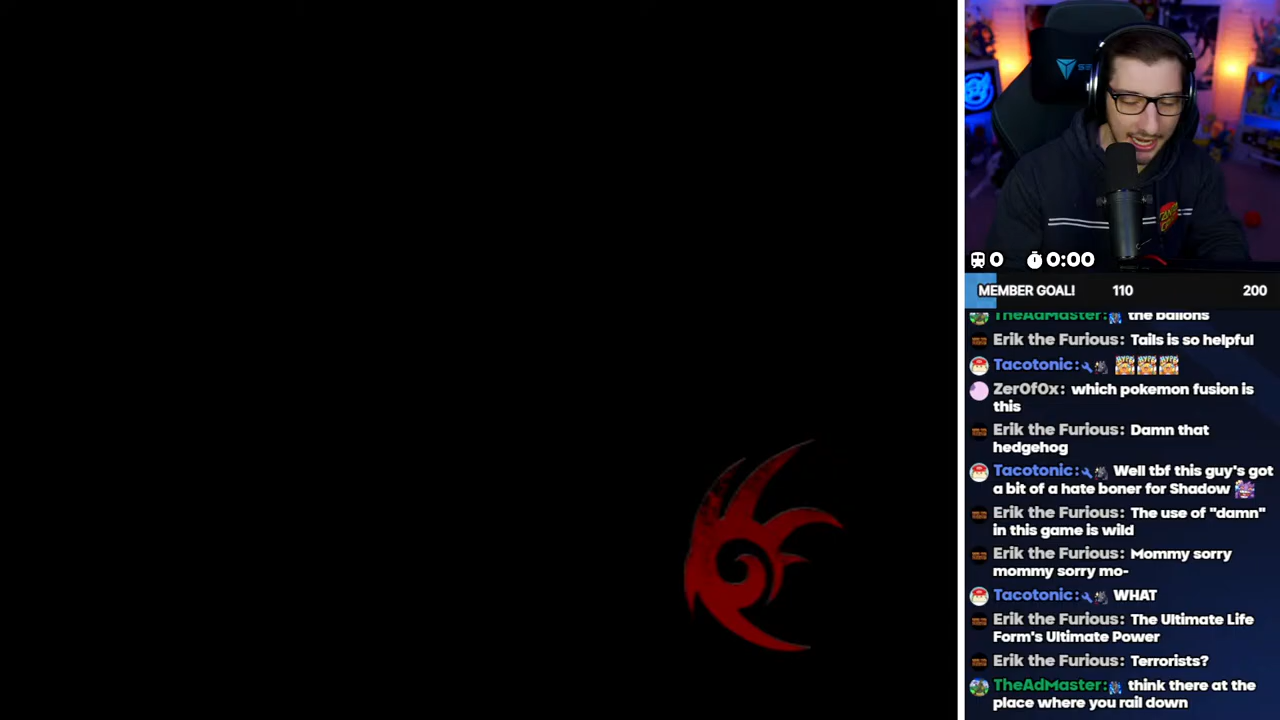 SE
0 0:00
MEMBER GOAL! 110 200
TheAdMaster: the ballons
Erik the Furious: Tails is so helpful
Tacotonic:
Zer0f0x: which pokemon fusion is
this
Erik the Furious: Damn that
hedgehog
Tacotonic: Well tbf this guy's got
a bit of a hate boner for Shadow
Erik the Furious: The use of "damn"
in this game is wild
Erik the Furious: Mommy sorry
mommy sorry mo-
Tacotonic: WHAT
Erik the Furious: The Ultimate Life
Form's Ultimate Power
Erik the Furious: Terrorists?
TheAdMaster: think there at the
place where you rail down